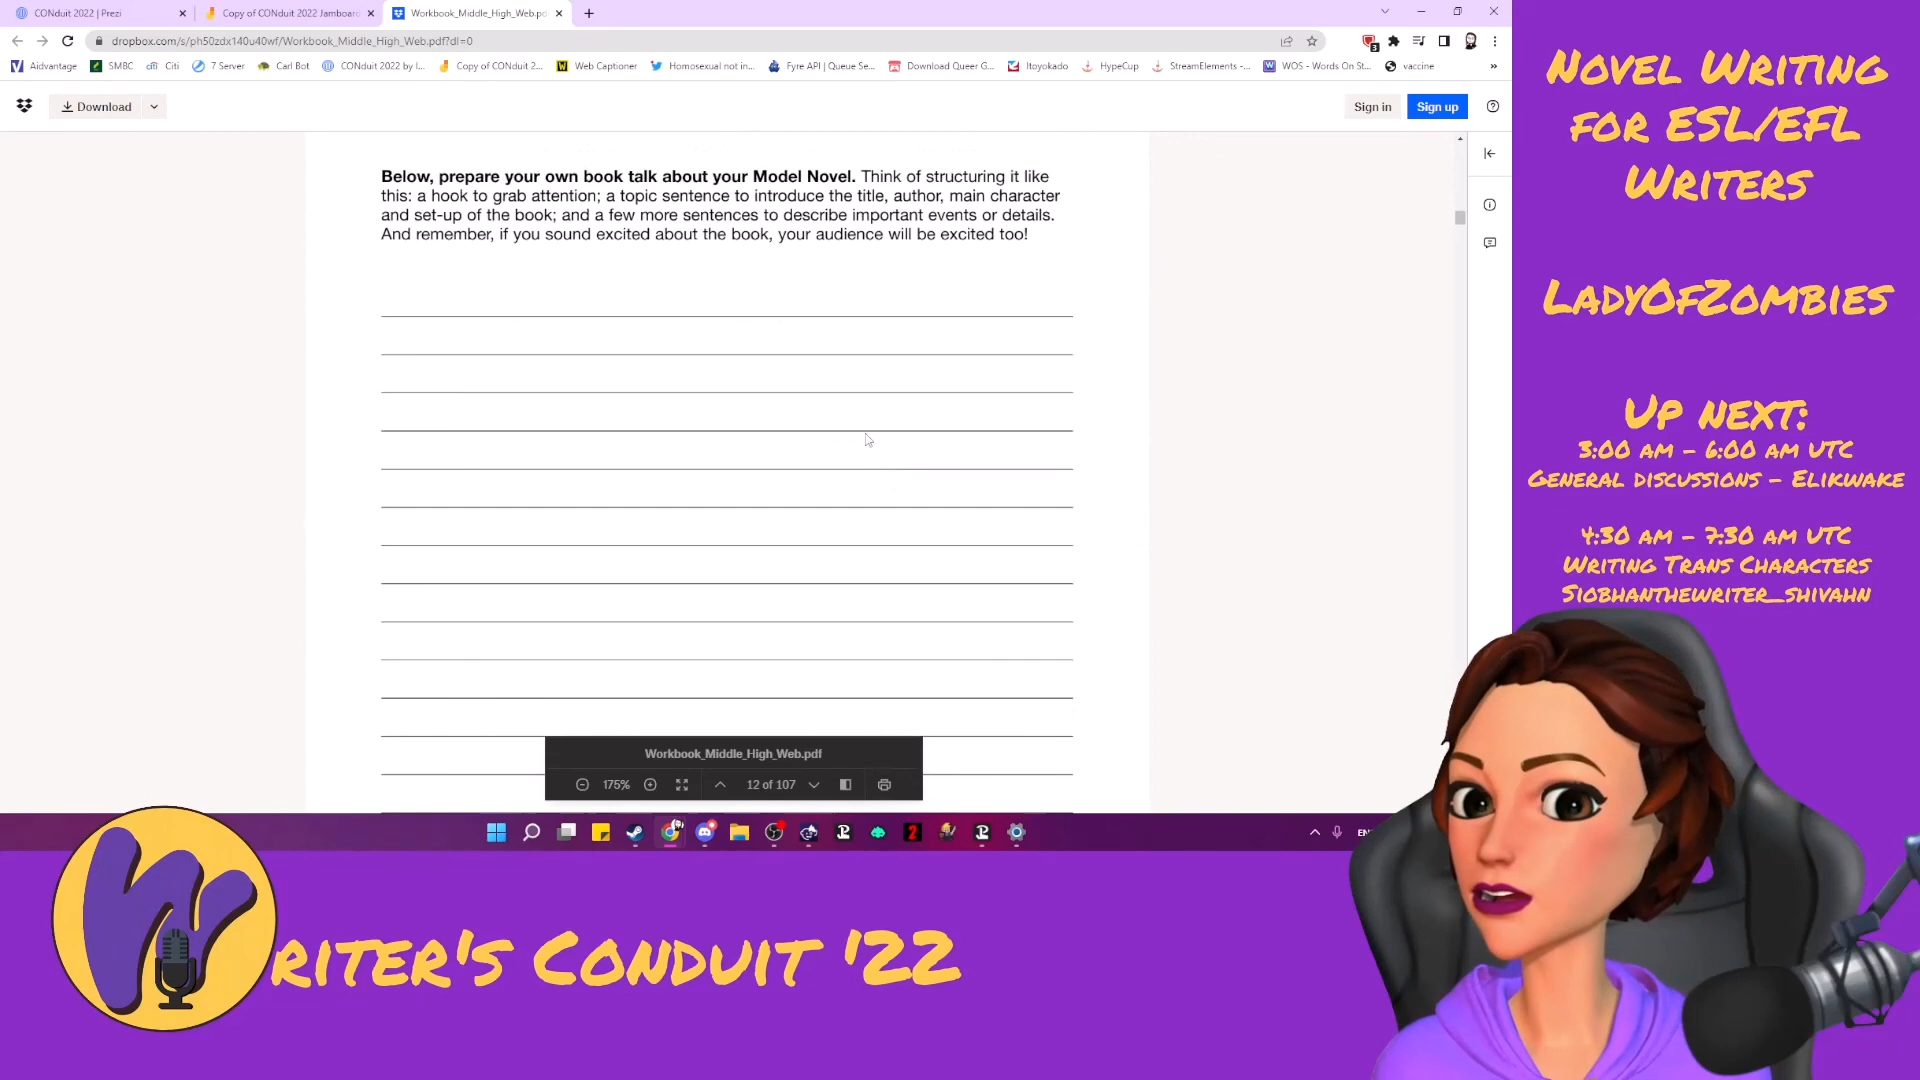 CONduit 2022 | Prezi
Copy of CONduit 2022 Jamboard
Workbook_Middle_High_Web.pd
dropbox.com/s/ph50zdx140u40wf/Workbook_Middle_High_Web.pdf?dl=0
3
Aidvantage
SMBC
Citi
7 Server
Carl Bot
CONduit 2022 by I...
Copy of CONduit 2...
Web Captioner
Homosexual not in...
Fyre API | Queue Se...
Download Queer G...
Itoyokado
HypeCup
StreamElements -...
WOS - Words On St...
vaccine
»
Download
Sign in
Sign up
Below, prepare your own book talk about your Model Novel. Think of structuring it like
this: a hook to grab attention; a topic sentence to introduce the title, author, main character
and set-up of the book; and a few more sentences to describe important events or details.
And remember, if you sound excited about the book, your audience will be excited too!
Workbook_Middle_High_Web.pdf
175%
12 of 107
Novel Writing
for ESL/EFL
Writers
LadyOfZombies
Up next:
3:00 am - 6:00 am UTC
General discussions - Elikwake
4:30 am - 7:30 am UTC
Writing Trans Characters
Siobhanthewriter_shivahn
Writer's Conduit '22